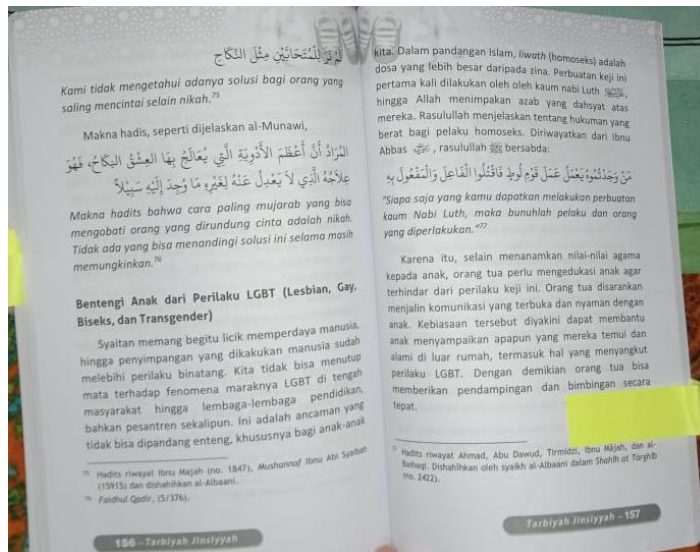 لَمْ نَرَ لِلْمُتَحَابَّيْنِ مِثْلَ النِّكَاحِ
Kami tidak mengetahui adanya solusi bagi orang yang
saling mencintai selain nikah.⁷⁵
Makna hadis, seperti dijelaskan al-Munawi,
المُرَادُ أَنَّ أَعْظَمَ الْأَدْوِيَةِ الَّتِي يُعَالَجُ بِهَا العِشْقُ النِكَاحُ، فَهُوَ
عِلَاجُهُ الَّذِي لَا يَعْدِلُ عَنْهُ لِغَيْرِهِ مَا وَجَدَ إِلَيْهِ سَبِيْلاً
Makna hadits bahwa cara paling mujarab yang bisa
mengobati orang yang dirundung cinta adalah nikah.
Tidak ada yang bisa menandingi solusi ini selama masih
memungkinkan.⁷⁶
Bentengi Anak dari Perilaku LGBT (Lesbian, Gay,
Biseks, dan Transgender)
Syaitan memang begitu licik memperdaya manusia,
hingga penyimpangan yang dikakukan manusia sudah
melebihi perilaku binatang. Kita tidak bisa menutup
mata terhadap fenomena maraknya LGBT di tengah
masyarakat hingga lembaga-lembaga pendidikan,
bahkan pesantren sekalipun. Ini adalah ancaman yang
tidak bisa dipandang enteng, khususnya bagi anak-anak
⁷⁵ Hadits riwayat Ibnu Majah (no. 1847), Mushannaf Ibnu Abi Syaibah
(15915) dan dishahihkan al-Albaani.
⁷⁶ Faidhul Qadir, (5/376).
156 – Tarbiyah Jinsiyyah
kita. Dalam pandangan Islam, liwath (homoseks) adalah
dosa yang lebih besar daripada zina. Perbuatan keji ini
pertama kali dilakukan oleh oleh kaum nabi Luth
hingga Allah menimpakan azab yang dahsyat atas
mereka. Rasulullah menjelaskan tentang hukuman yang
berat bagi pelaku homoseks. Diriwayatkan dari Ibnu
Abbas , rasulullah ﷺ bersabda:
مَنْ وَجَدْتُمُوْهُ يَعْمَلُ عَمَلَ قَوْمِ لُوْطٍ فَاقْتُلُوا الْفَاعِلَ وَالْمَفْعُولَ بِهِ
"Siapa saja yang kamu dapatkan melakukan perbuatan
kaum Nabi Luth, maka bunuhlah pelaku dan orang
yang diperlakukan."⁷⁷
Karena itu, selain menanamkan nilai-nilai agama
kepada anak, orang tua perlu mengedukasi anak agar
terhindar dari perilaku keji ini. Orang tua disarankan
menjalin komunikasi yang terbuka dan nyaman dengan
anak. Kebiasaan tersebut diyakini dapat membantu
anak menyampaikan apapun yang mereka temui dan
alami di luar rumah, termasuk hal yang menyangkut
perilaku LGBT. Dengan demikian orang tua bisa
memberikan pendampingan dan bimbingan secara
tepat.
⁷⁷ Hadits riwayat Ahmad, Abu Dawud, Tirmidzi, Ibnu Mâjah, dan al-
Baihaqi. Dishahihkan oleh syaikh al-Albaani dalam Shahih at Targhib
(no. 2422).
Tarbiyah Jinsiyyah – 157